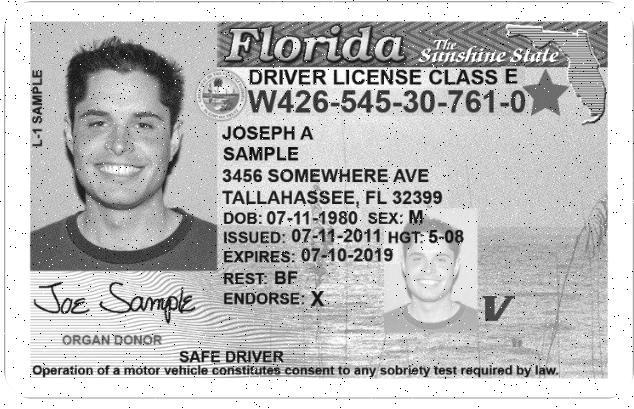 Florida The Sunshine State
L-1 SAMPLE
DRIVER LICENSE CLASS E
W426-545-30-761-0
JOSEPH A
SAMPLE
3456 SOMEWHERE AVE
TALLAHASSEE, FL 32399
DOB: 07-11-1980 SEX: M
ISSUED: 07-11-2011 HGT: 5-08
EXPIRES: 07-10-2019
REST: BF
ENDORSE: X
V
Joe Sample
ORGAN DONOR
SAFE DRIVER
Operation of a motor vehicle constitutes consent to any sobriety test required by law.